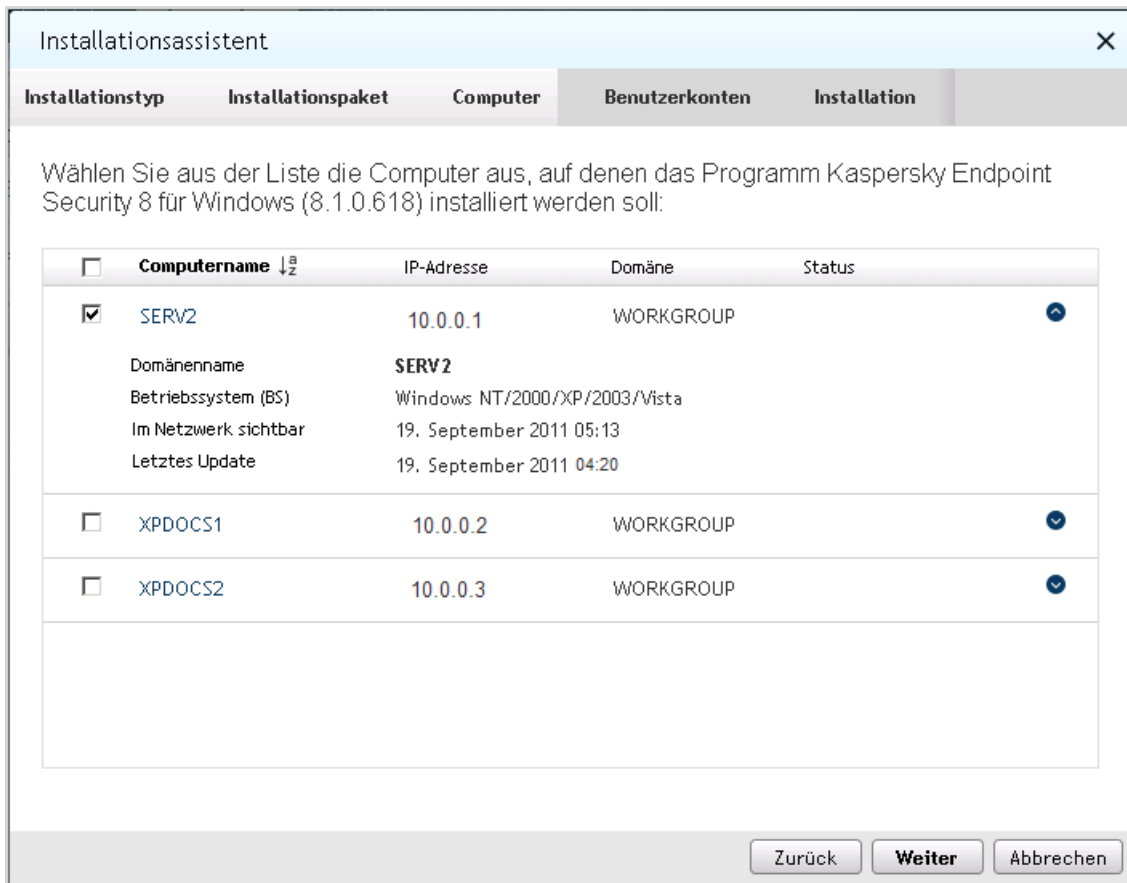 Installationsassistent
Installationstyp Installationspaket Computer Benutzerkonten Installation
Wählen Sie aus der Liste die Computer aus, auf denen das Programm Kaspersky Endpoint
Security 8 für Windows (8.1.0.618) installiert werden soll:
Computername IP-Adresse Domäne Status
SERV2 10.0.0.1 WORKGROUP
Domänenname SERV2
Betriebssystem (BS) Windows NT/2000/XP/2003/Vista
Im Netzwerk sichtbar 19. September 2011 05:13
Letztes Update 19. September 2011 04:20
XPDOCS1 10.0.0.2 WORKGROUP
XPDOCS2 10.0.0.3 WORKGROUP
Zurück Weiter Abbrechen